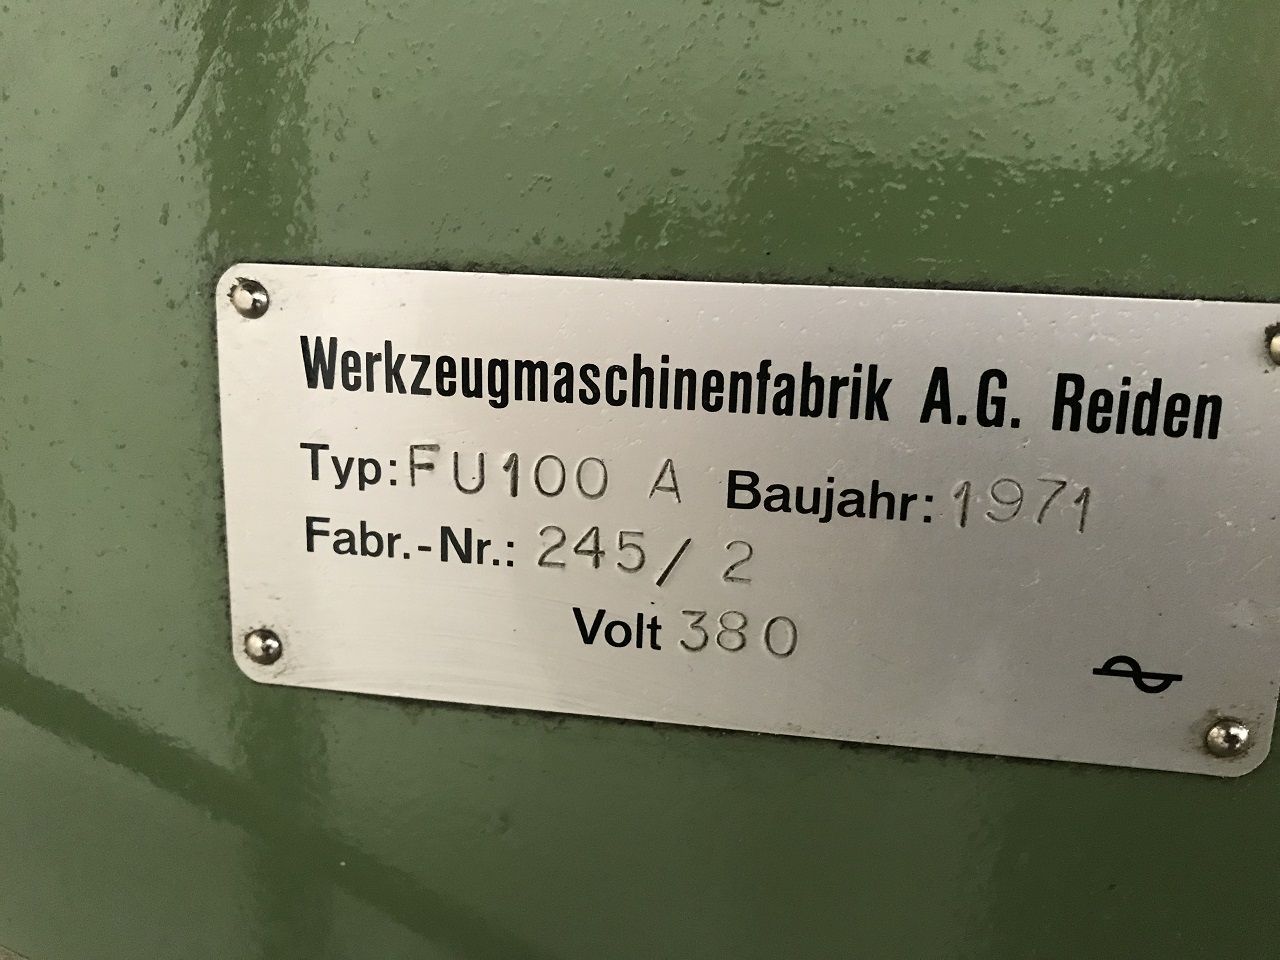 Werkzeugmaschinenfabrik A.G. Reiden
Typ: FU100 A Baujahr: 1971
Fabr.-Nr.: 245/ 2
Volt 380